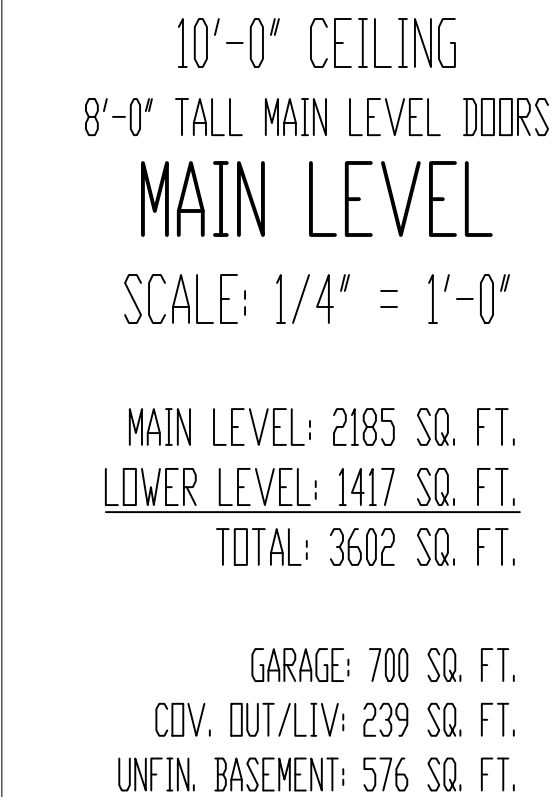 10'-0" CEILING
8'-0" TALL MAIN LEVEL DOORS
MAIN LEVEL
SCALE: 1/4" = 1'-0"
MAIN LEVEL: 2185 SQ. FT.
LOWER LEVEL: 1417 SQ. FT.
TOTAL: 3602 SQ. FT.
GARAGE: 700 SQ. FT.
COV. OUT/LIV: 239 SQ. FT.
UNFIN. BASEMENT: 576 SQ. FT.